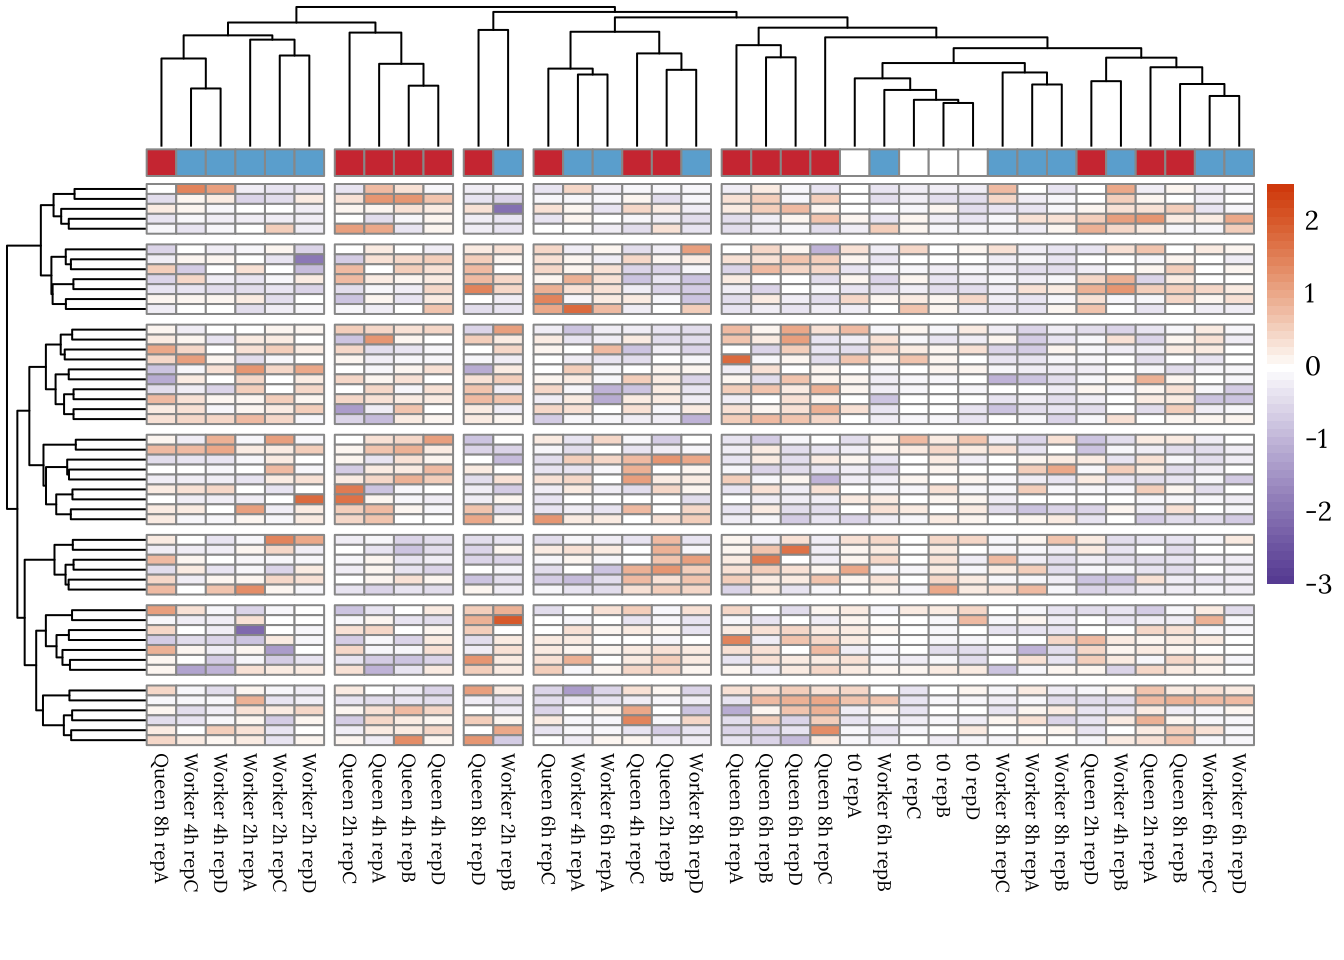 2
1
0
-1
-2
-3
Queen 8h repA
Worker 4h repC
Worker 4h repD
Worker 2h repA
Worker 2h repC
Worker 2h repD
Queen 2h repC
Queen 4h repA
Queen 4h repB
Queen 4h repD
Queen 8h repD
Worker 2h repB
Queen 6h repC
Worker 4h repA
Worker 6h repA
Queen 4h repC
Queen 2h repB
Worker 8h repD
Queen 6h repA
Queen 6h repB
Queen 6h repD
Queen 8h repC
t0 repA
Worker 6h repB
t0 repC
t0 repB
t0 repD
Worker 8h repC
Worker 8h repA
Worker 8h repB
Queen 2h repD
Worker 4h repB
Queen 2h repA
Queen 8h repB
Worker 6h repC
Worker 6h repD